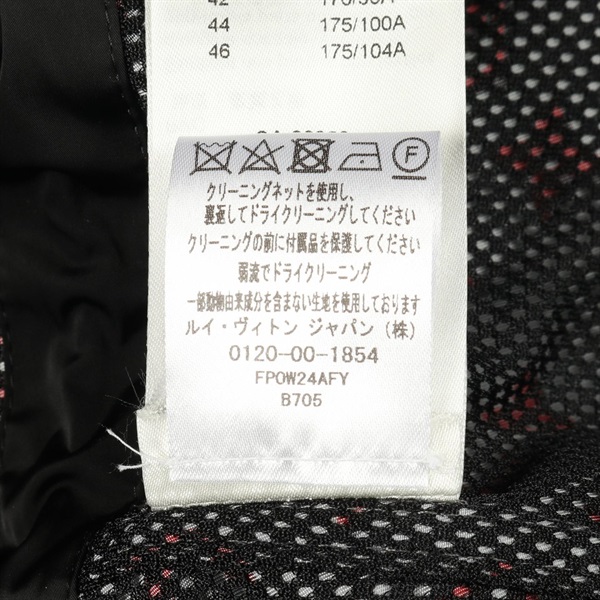 44 175/100A
46 175/104A
F
クリーニングネットを使用し、
裏返してドライクリーニングしてください
クリーニングの前に付属品を保護してください
弱流でドライクリーニング
一部動物由来成分を含まない生地を使用しております
ルイ・ヴィトン ジャパン(株)
0120-00-1854
FPOW24AFY
B705